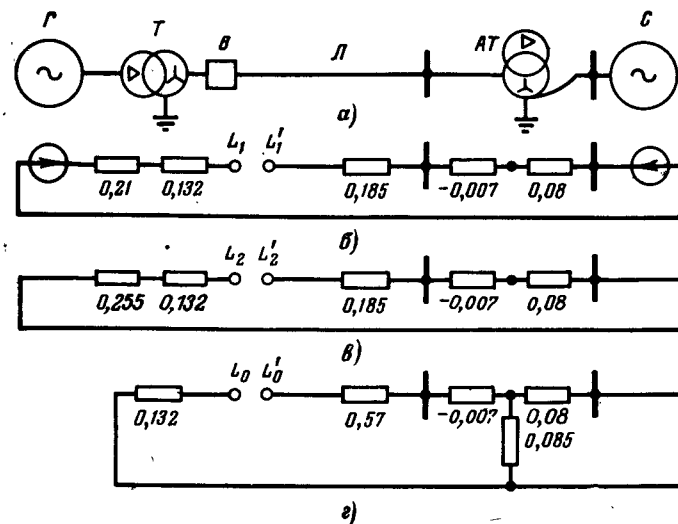 Г Т В Л АТ С
а)
L₁ L₁'
0,21 0,132 0,185 -0,007 0,08
б)
L₂ L₂'
0,255 0,132 0,185 -0,007 0,08
в)
L₀ L₀'
0,132 0,57 -0,007 0,08
0,085
г)